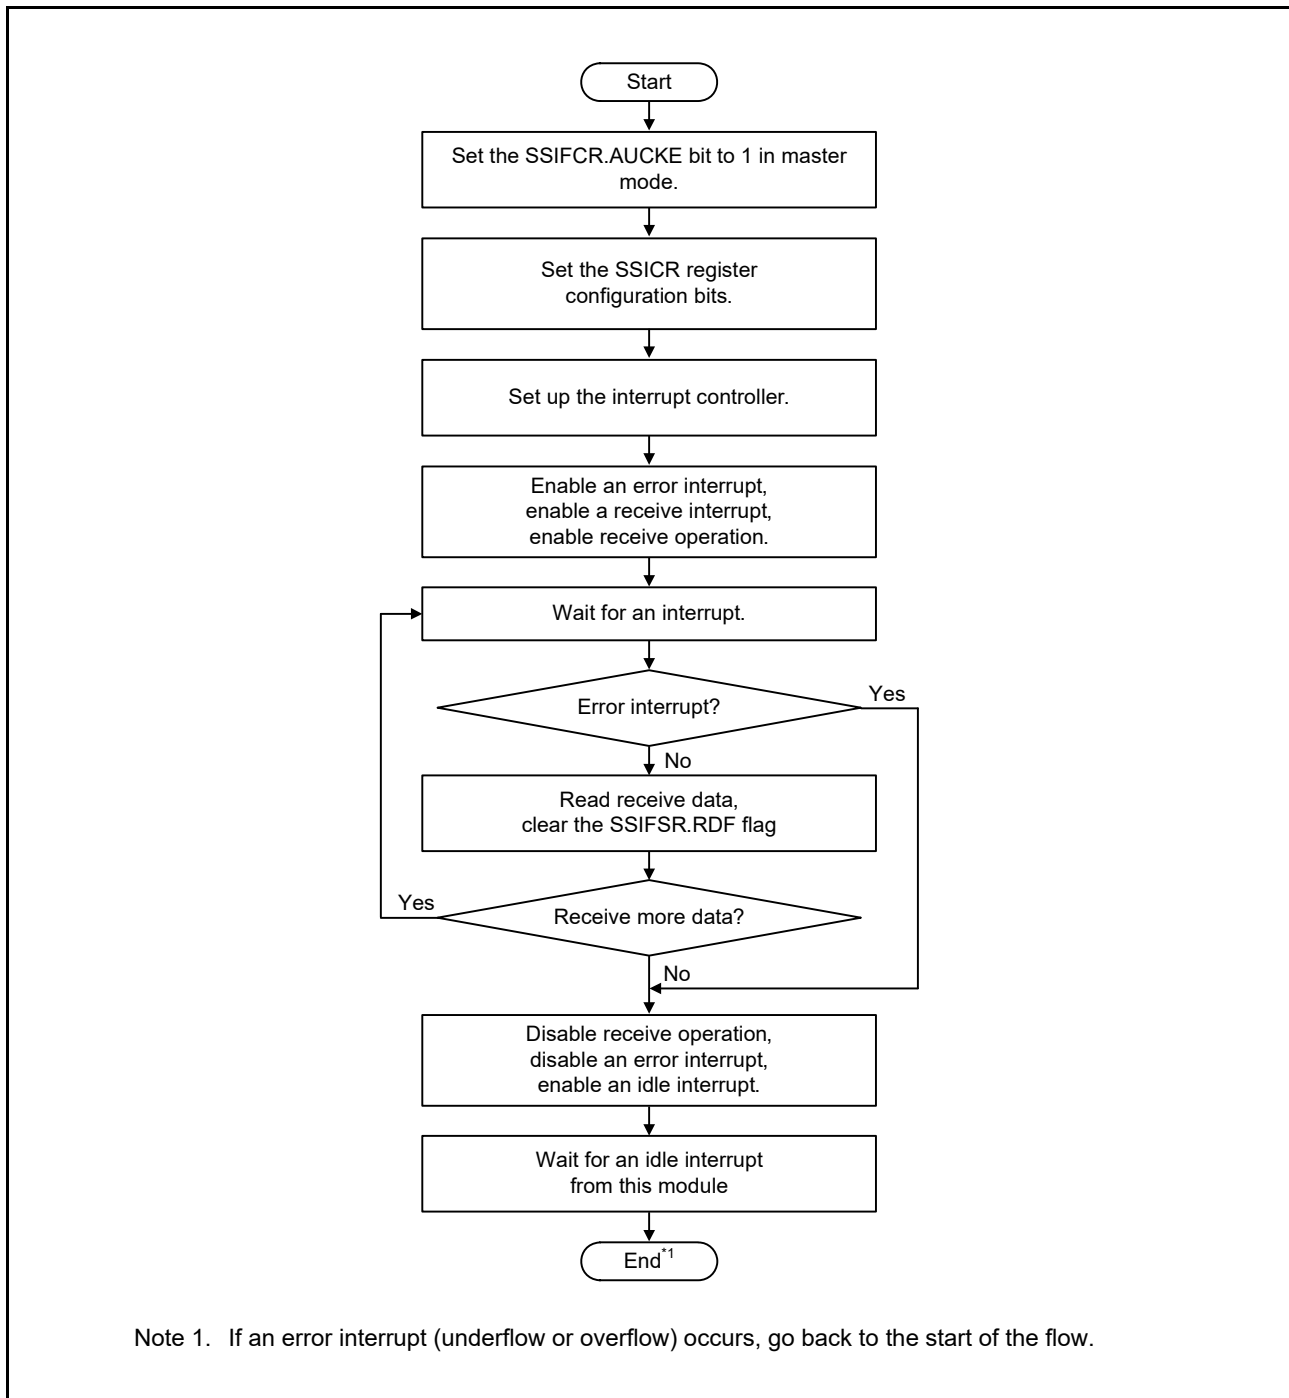 Start
Set the SSIFCR.AUCKE bit to 1 in master
mode.
Set the SSICR register
configuration bits.
Set up the interrupt controller.
Enable an error interrupt,
enable a receive interrupt,
enable receive operation.
Wait for an interrupt.
Error interrupt?
Yes
No
Read receive data,
clear the SSIFSR.RDF flag
Receive more data?
Yes
No
Disable receive operation,
disable an error interrupt,
enable an idle interrupt.
Wait for an idle interrupt
from this module
End*1
Note 1. If an error interrupt (underflow or overflow) occurs, go back to the start of the flow.